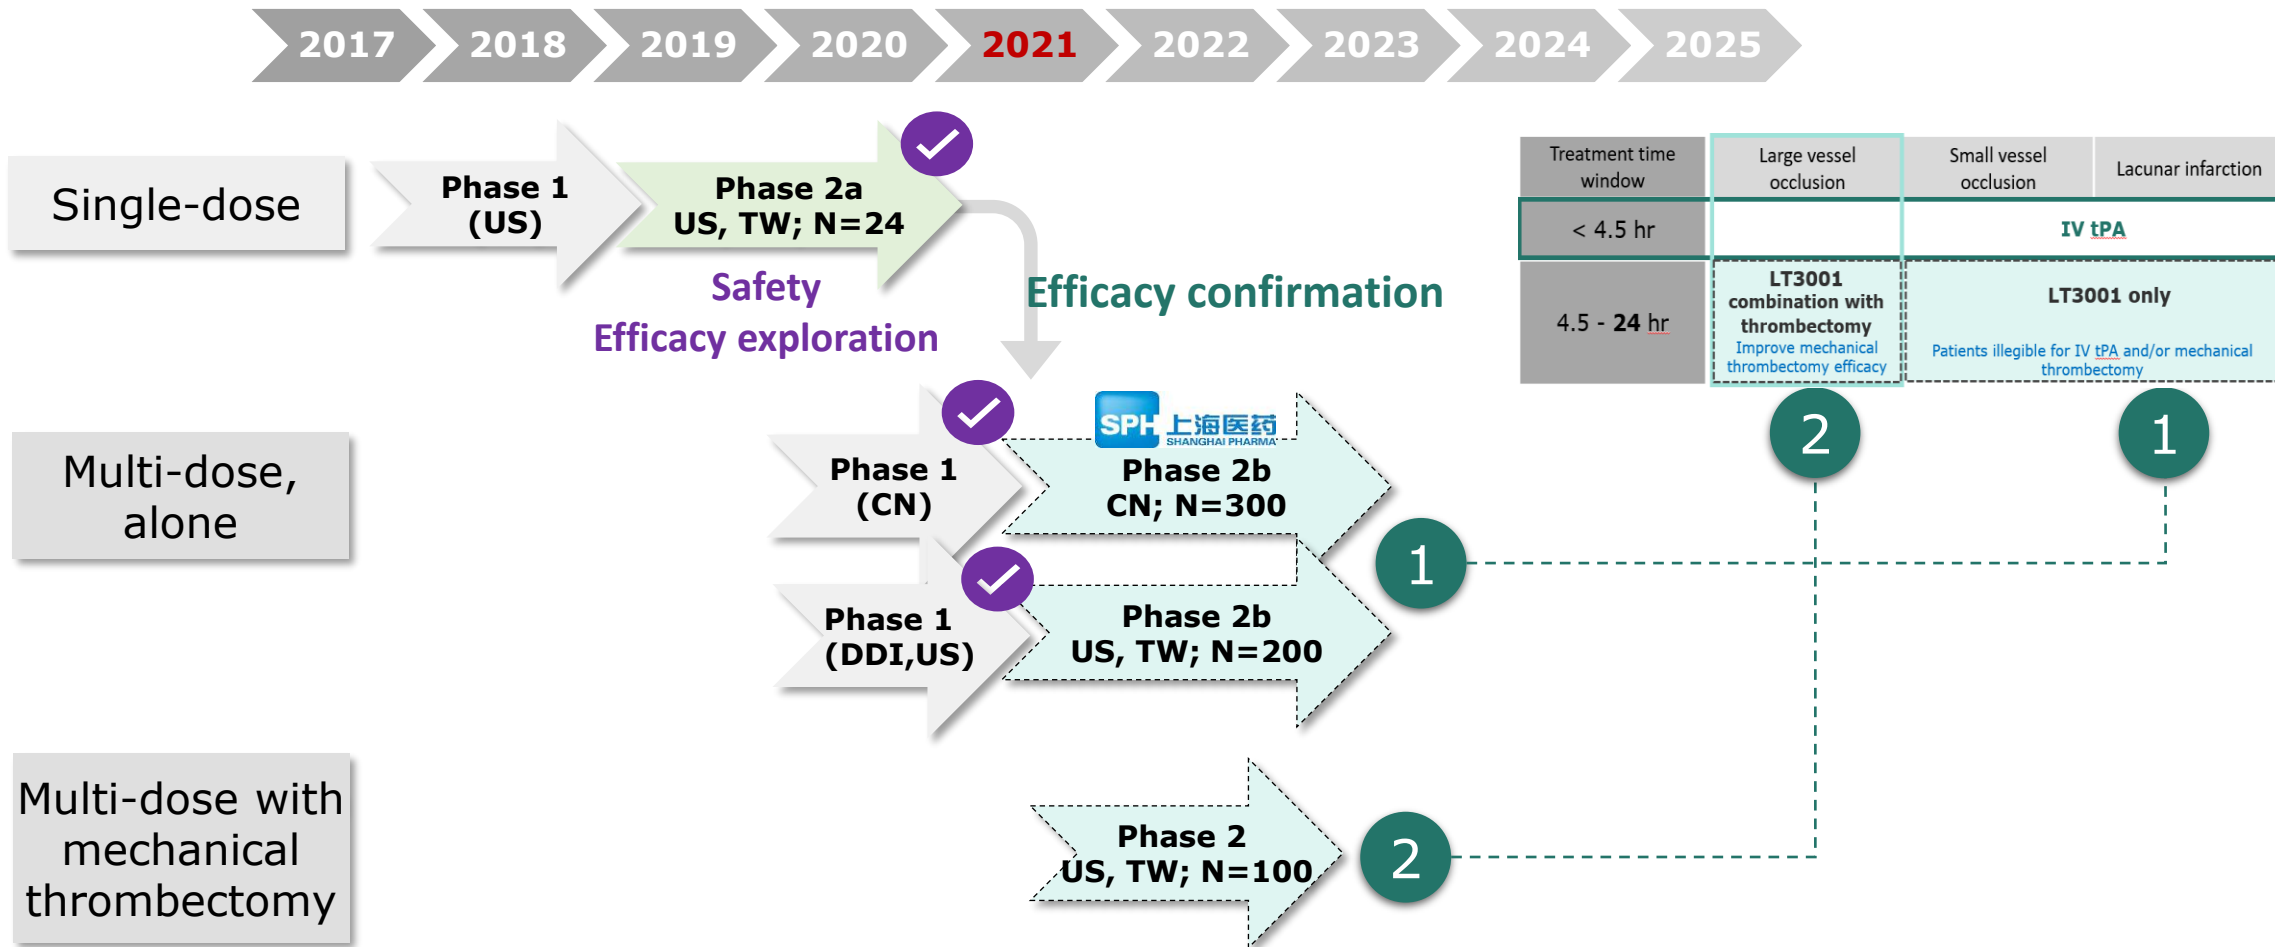 2017 2018 2019 2020 2021 2022 2023 2024 2025
Single-dose
Phase 1
(US)
Phase 2a
US, TW; N=24
Safety
Efficacy exploration
Efficacy confirmation
Treatment time
window
Large vessel
occlusion
Small vessel
occlusion
Lacunar infarction
< 4.5 hr
IV tPA
4.5 - 24 hr
LT3001
combination with
thrombectomy
Improve mechanical
thrombectomy efficacy
LT3001 only
Patients illegible for IV tPA and/or mechanical
thrombectomy
2
1
Multi-dose,
alone
Phase 1
(CN)
SPH 上海医药
SHANGHAI PHARMA
Phase 2b
CN; N=300
Phase 1
(DDI,US)
Phase 2b
US, TW; N=200
1
Multi-dose with
mechanical
thrombectomy
Phase 2
US, TW; N=100
2